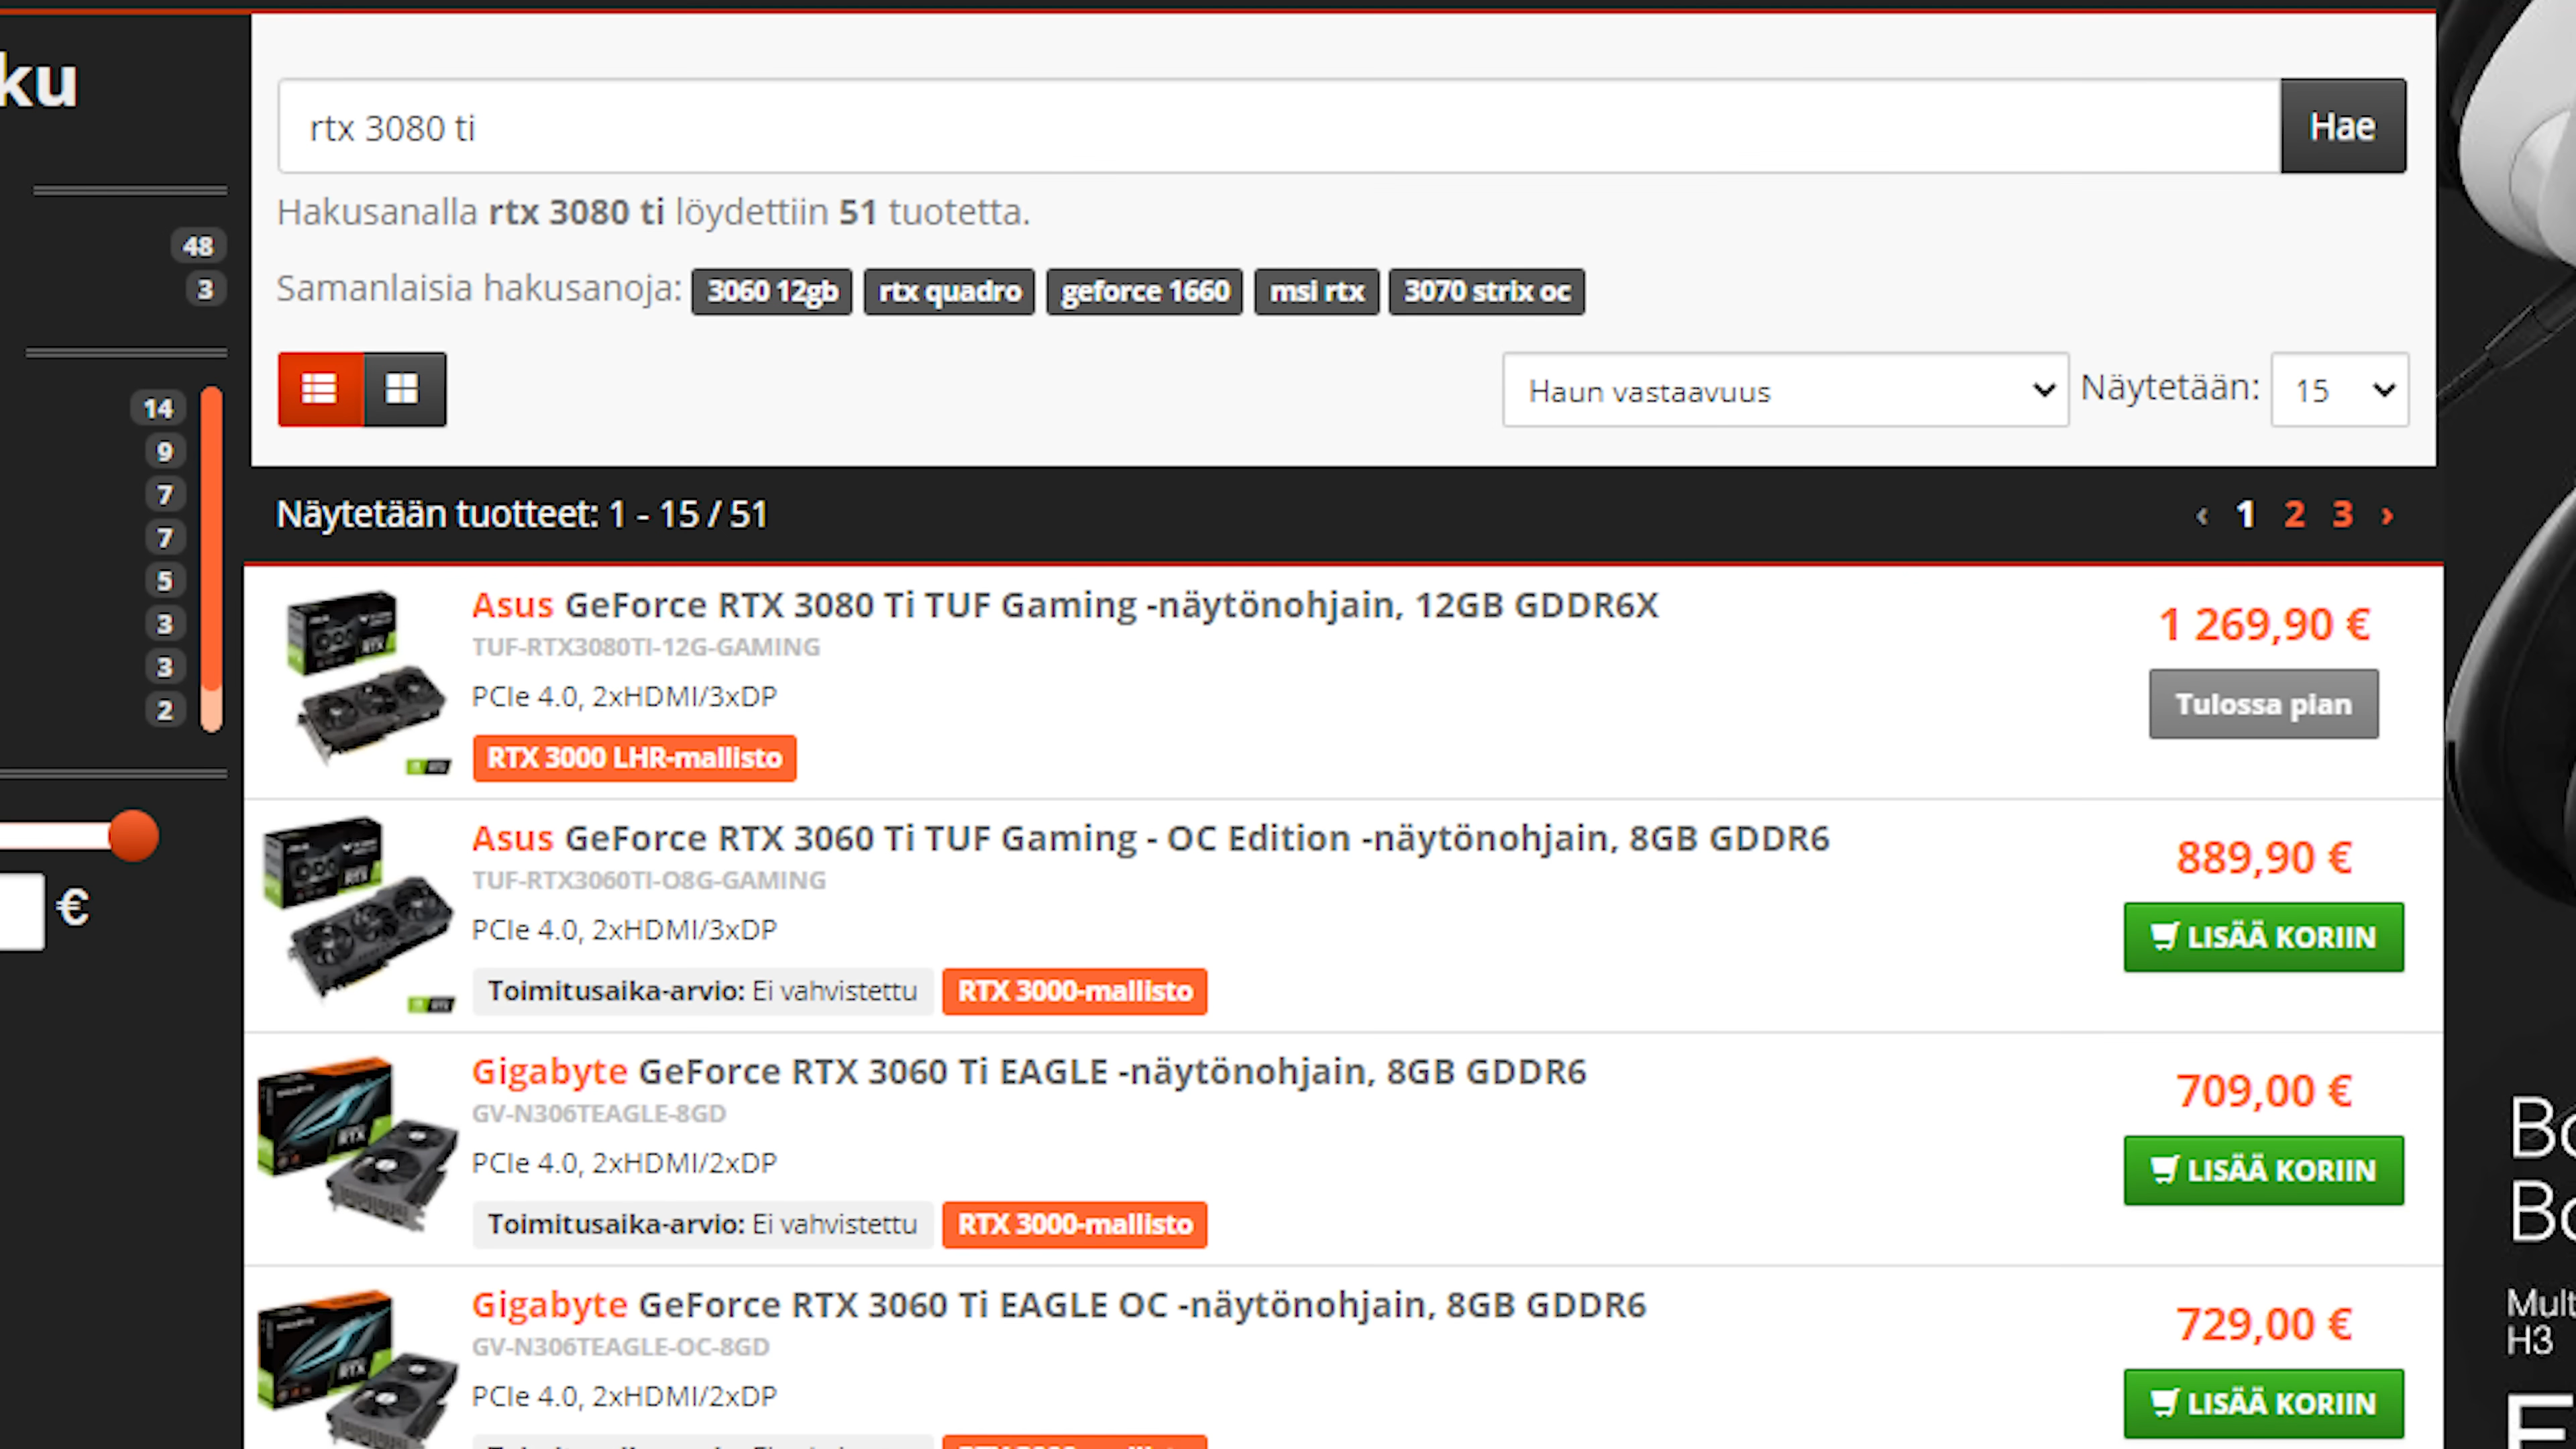 ku
48
3
14
9
7
7
5
3
3
2
€
rtx 3080 ti
Hae
Hakusanalla rtx 3080 ti löydettiin 51 tuotetta.
Samanlaisia hakusanoja: 3060 12gb rtx quadro geforce 1660 msi rtx 3070 strix oc
Haun vastaavuus Näytetään: 15
Näytetään tuotteet: 1 - 15 / 51
‹ 1 2 3 ›
Asus GeForce RTX 3080 Ti TUF Gaming -näytönohjain, 12GB GDDR6X
TUF-RTX3080TI-12G-GAMING
PCIe 4.0, 2xHDMI/3xDP
RTX 3000 LHR-mallisto
1 269,90 €
Tulossa pian
Asus GeForce RTX 3060 Ti TUF Gaming - OC Edition -näytönohjain, 8GB GDDR6
TUF-RTX3060TI-O8G-GAMING
PCIe 4.0, 2xHDMI/3xDP
Toimitusaika-arvio: Ei vahvistettu RTX 3000-mallisto
889,90 €
LISÄÄ KORIIN
Gigabyte GeForce RTX 3060 Ti EAGLE -näytönohjain, 8GB GDDR6
GV-N306TEAGLE-8GD
PCIe 4.0, 2xHDMI/2xDP
Toimitusaika-arvio: Ei vahvistettu RTX 3000-mallisto
709,00 €
LISÄÄ KORIIN
Gigabyte GeForce RTX 3060 Ti EAGLE OC -näytönohjain, 8GB GDDR6
GV-N306TEAGLE-OC-8GD
PCIe 4.0, 2xHDMI/2xDP
729,00 €
LISÄÄ KORIIN
Bo
Bo
Mult
H3